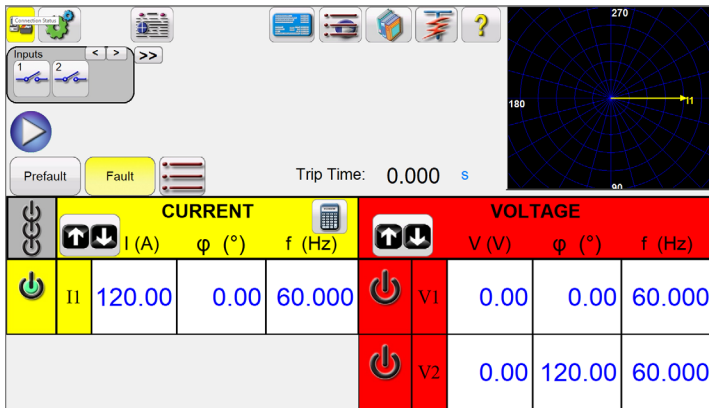 Connection Status
?
270
180
I1
90
Inputs
< > >>
1 2
Prefault Fault Trip Time: 0.000 s
CURRENT VOLTAGE
I (A) φ (°) f (Hz) V (V) φ (°) f (Hz)
I1 120.00 0.00 60.000 V1 0.00 0.00 60.000
V2 0.00 120.00 60.000